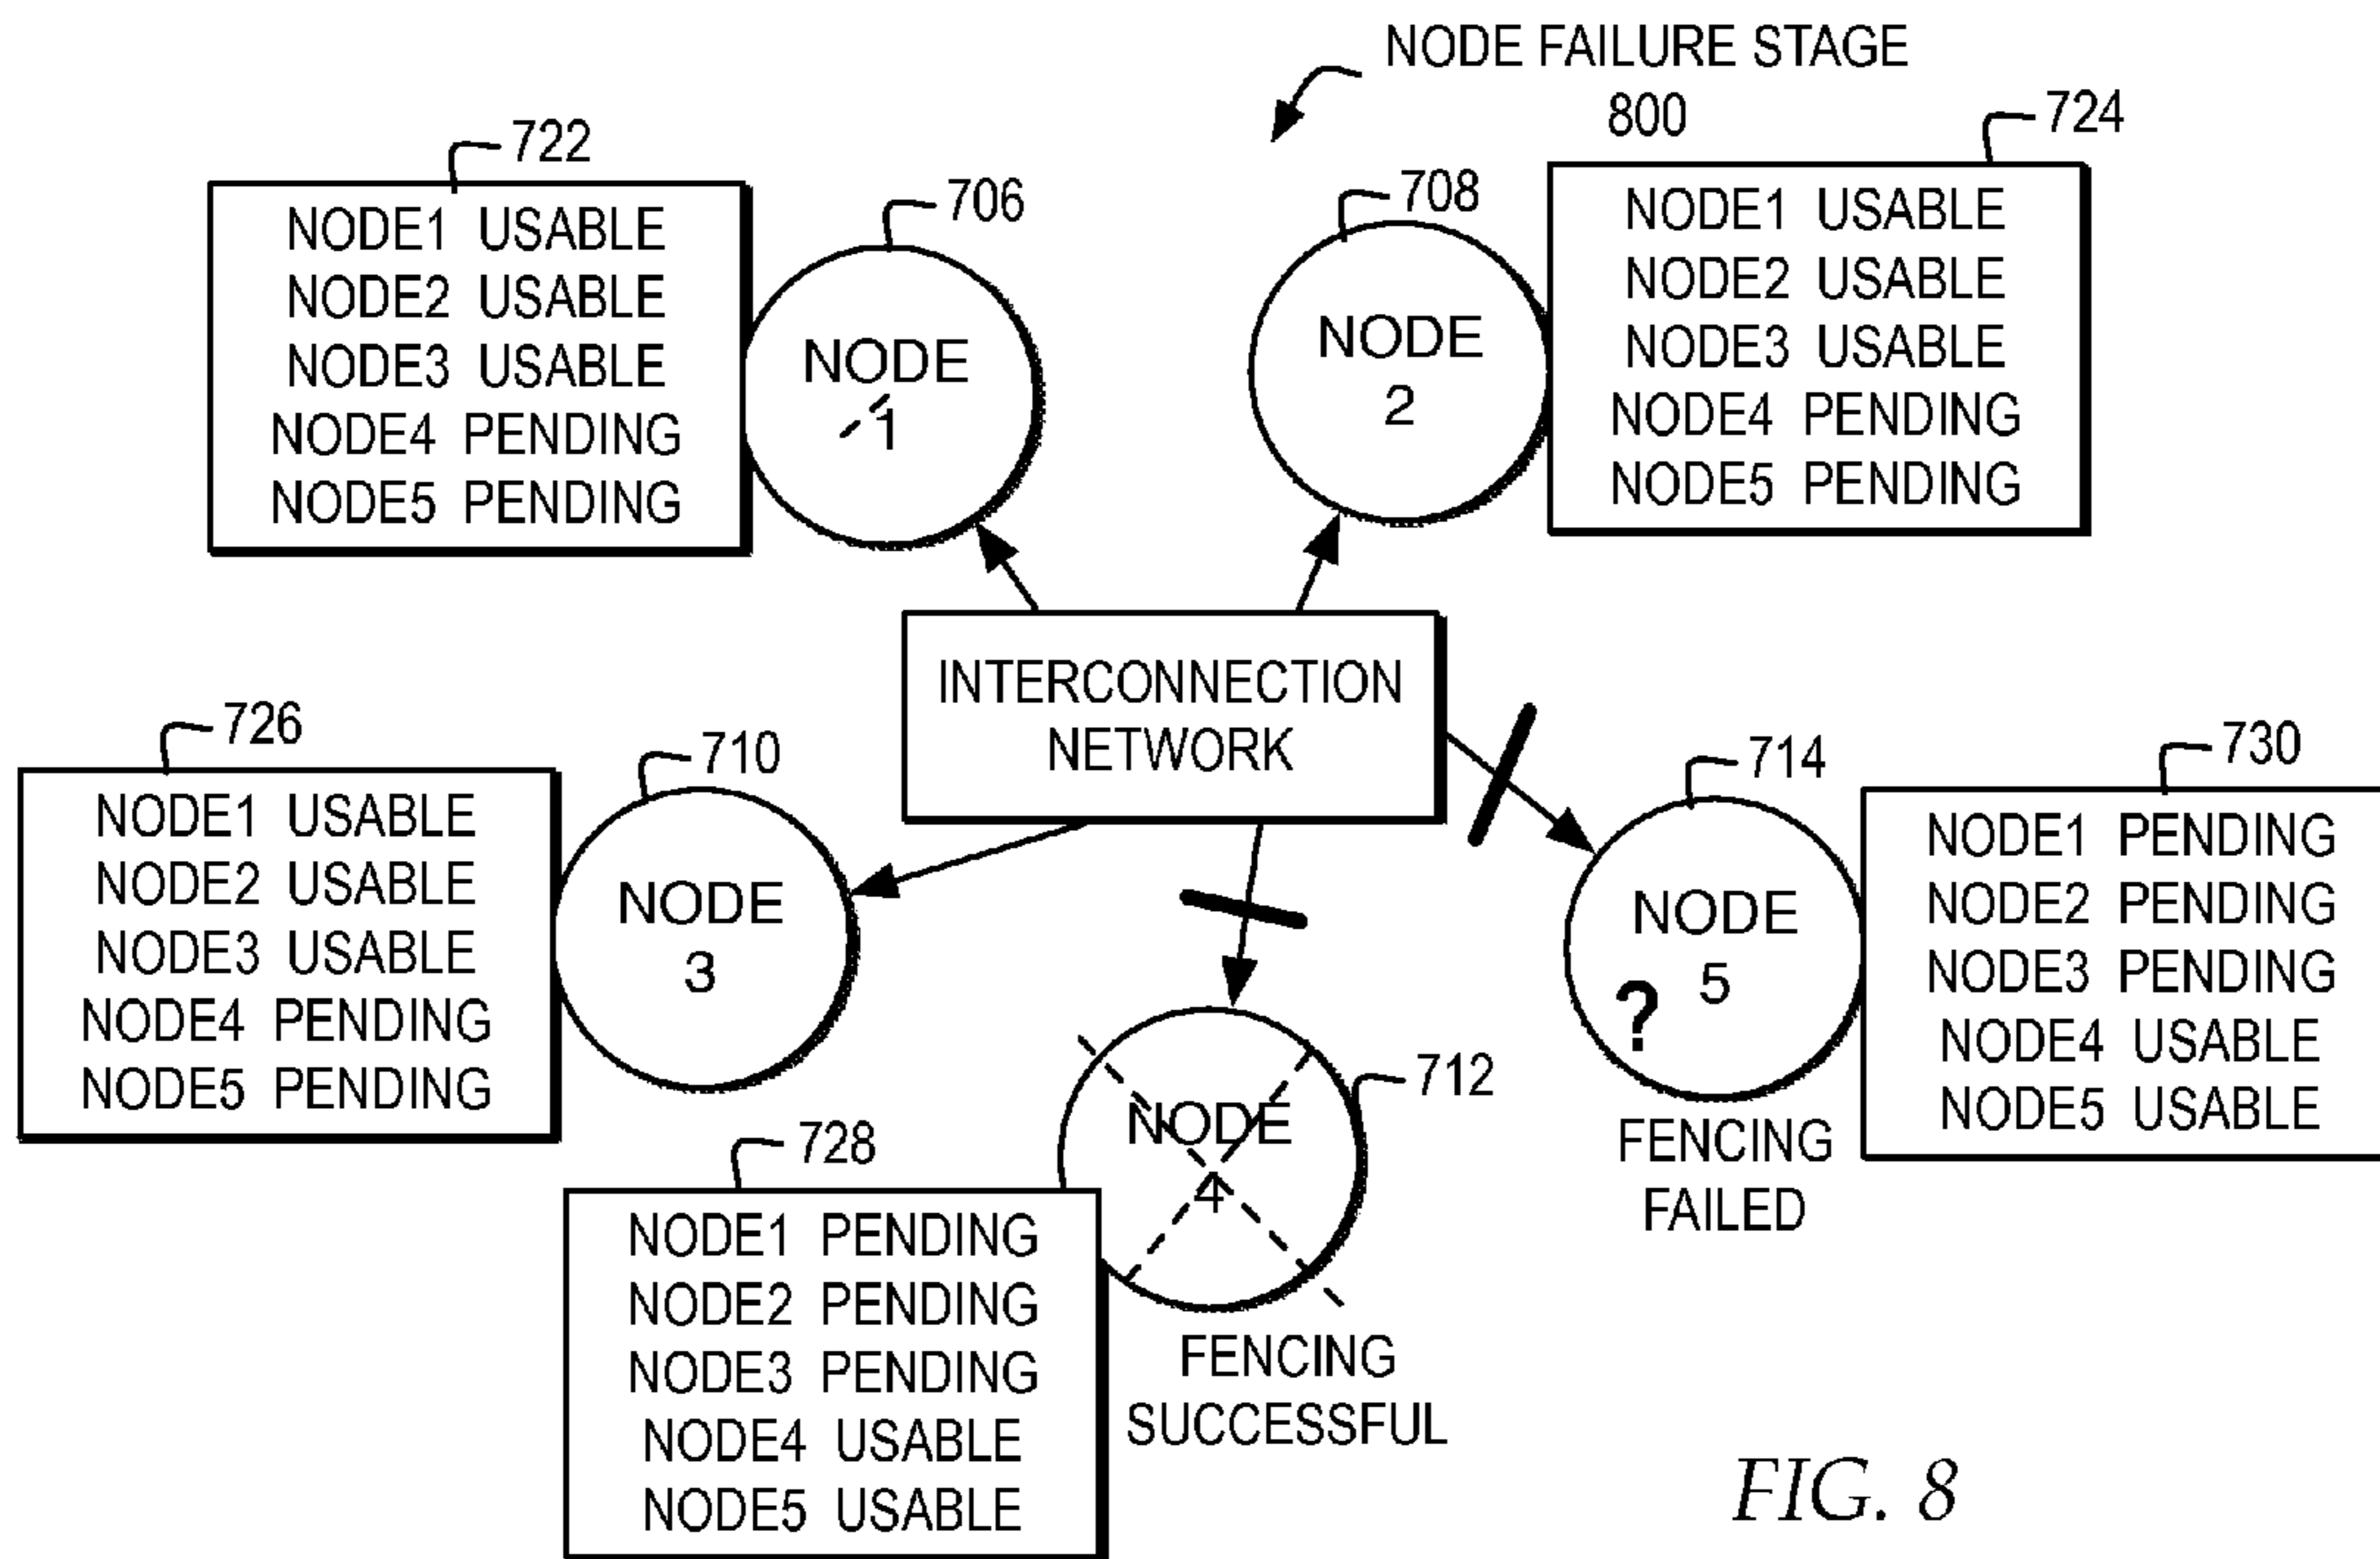 NODE FAILURE STAGE
800
722
NODE1 USABLE
NODE2 USABLE
NODE3 USABLE
NODE4 PENDING
NODE5 PENDING
706
NODE
1
708
NODE
2
724
NODE1 USABLE
NODE2 USABLE
NODE3 USABLE
NODE4 PENDING
NODE5 PENDING
INTERCONNECTION
NETWORK
726
NODE1 USABLE
NODE2 USABLE
NODE3 USABLE
NODE4 PENDING
NODE5 PENDING
710
NODE
3
714
NODE
5
?
FENCING
FAILED
730
NODE1 PENDING
NODE2 PENDING
NODE3 PENDING
NODE4 USABLE
NODE5 USABLE
712
NODE
4
FENCING
SUCCESSFUL
728
NODE1 PENDING
NODE2 PENDING
NODE3 PENDING
NODE4 USABLE
NODE5 USABLE
FIG. 8